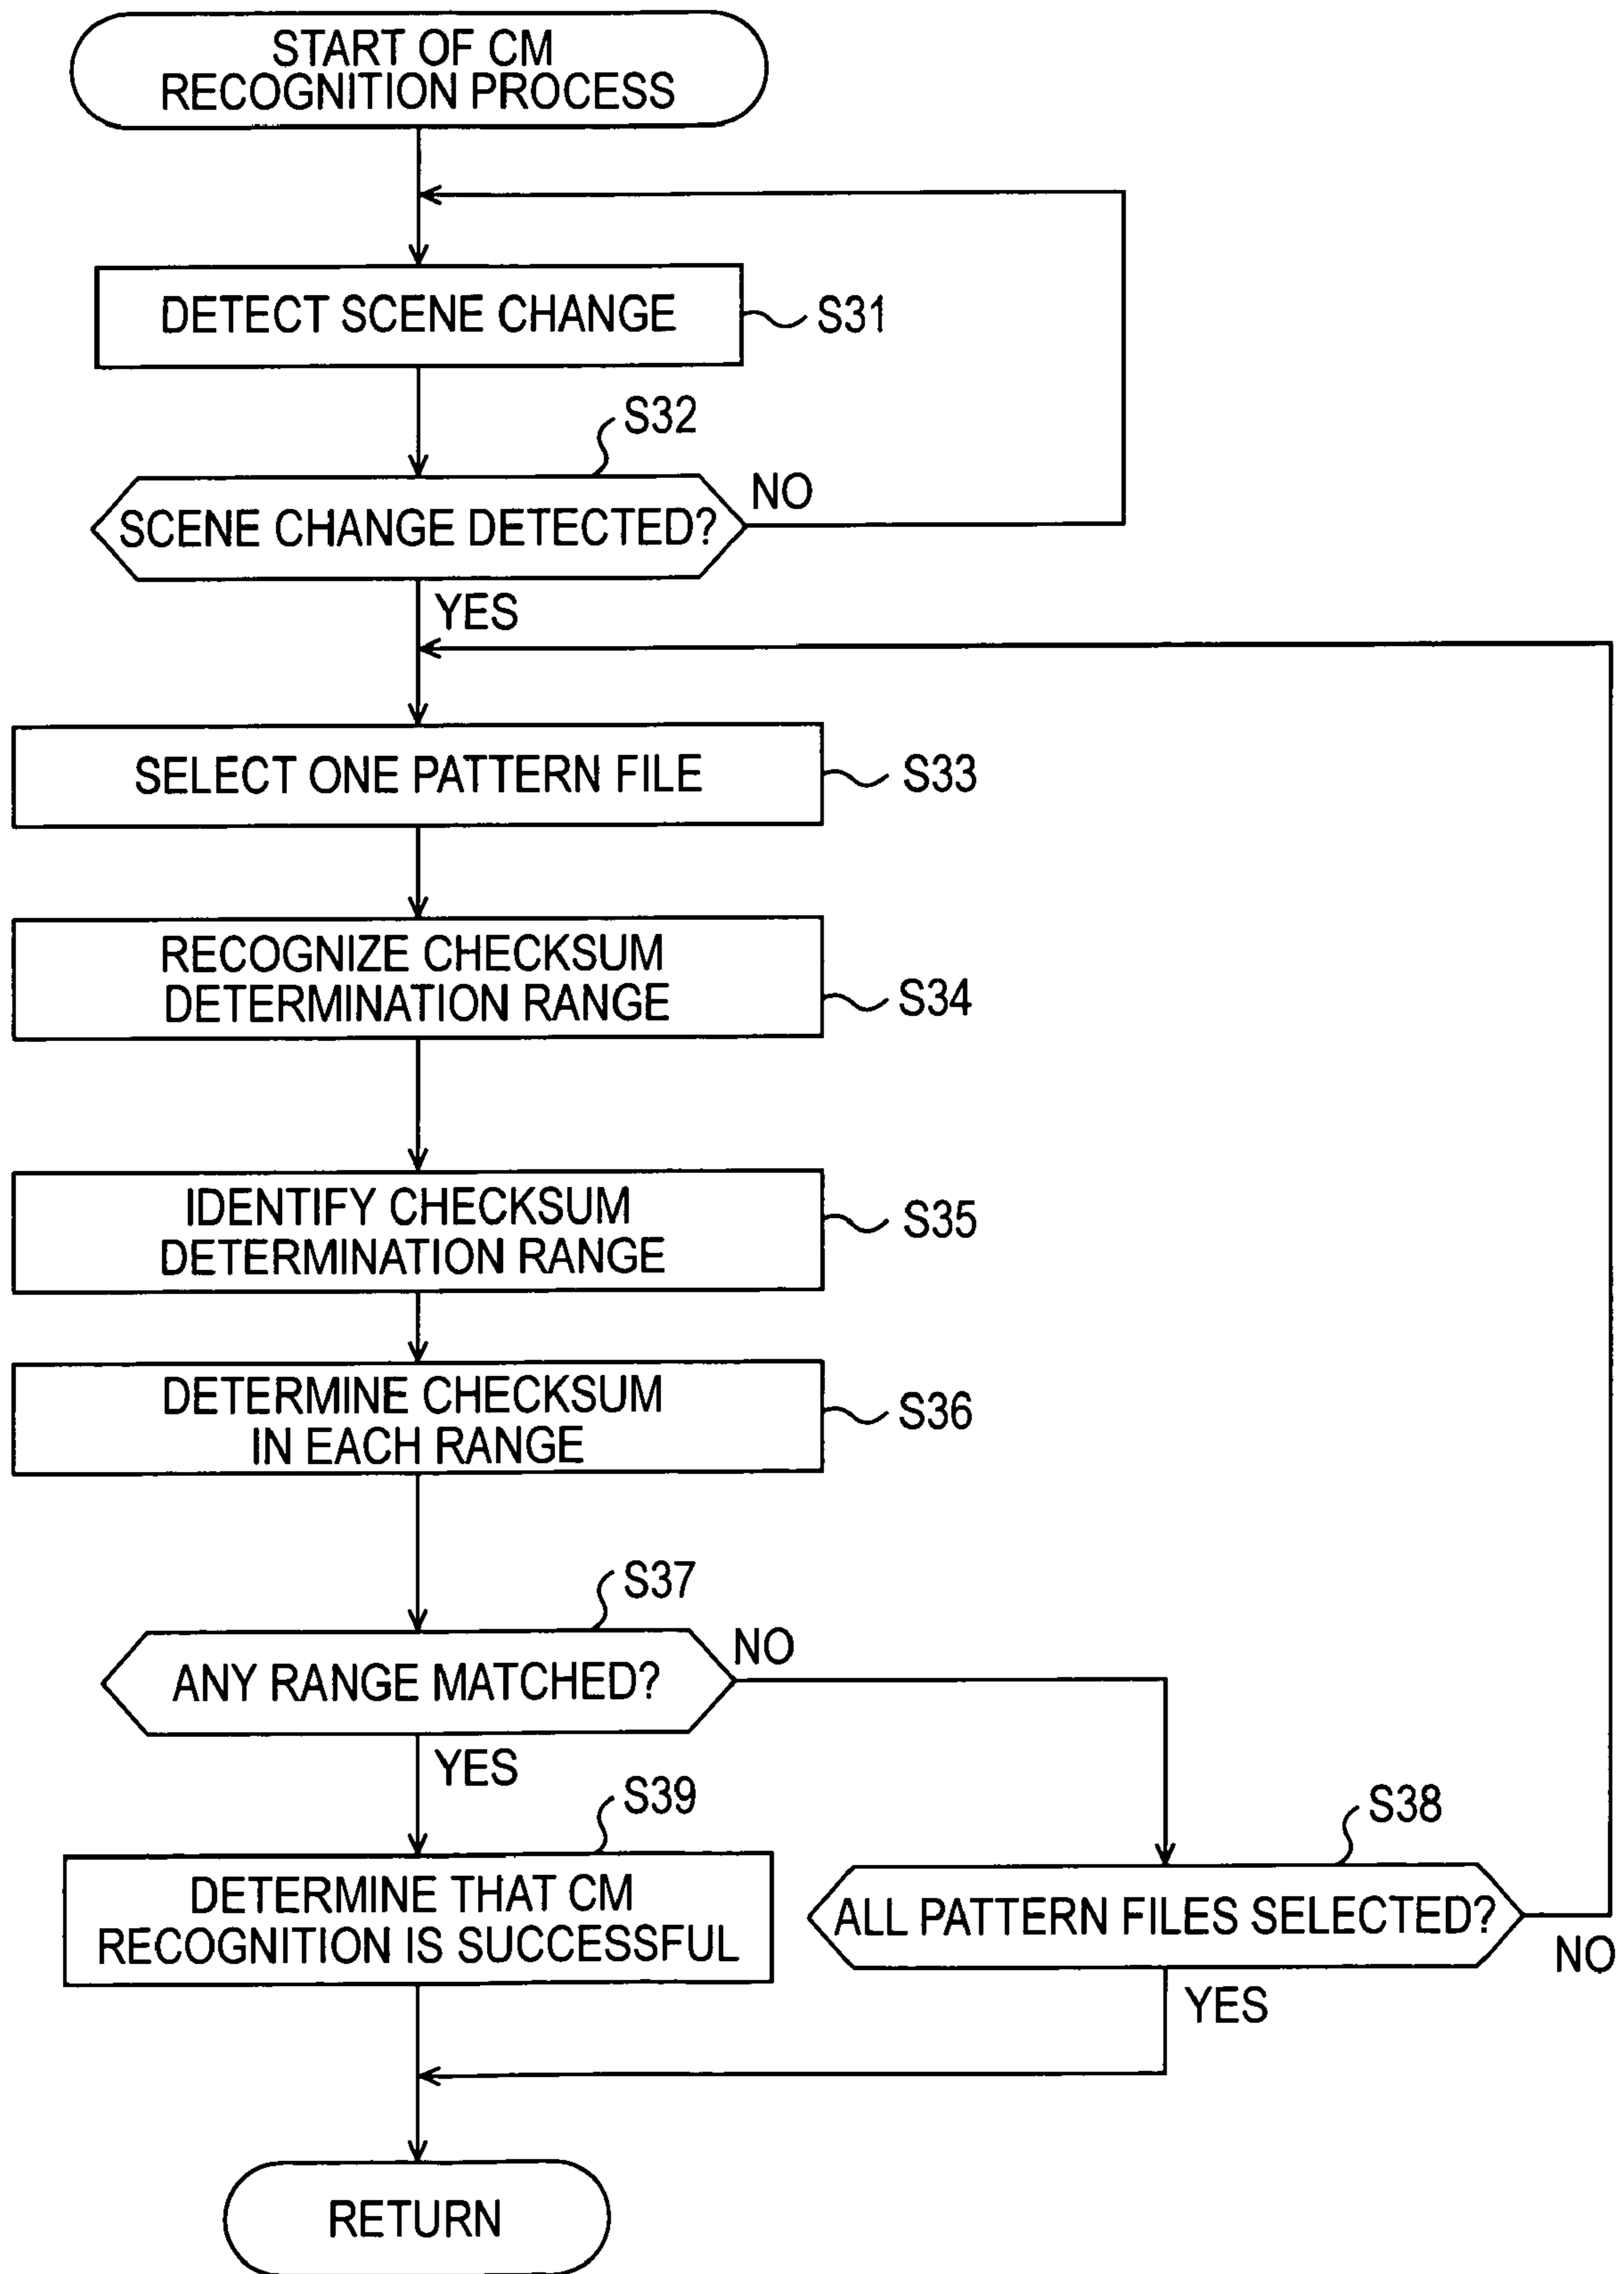 START OF CM
RECOGNITION PROCESS
DETECT SCENE CHANGE
S31
S32
SCENE CHANGE DETECTED?
NO
YES
SELECT ONE PATTERN FILE
S33
RECOGNIZE CHECKSUM
DETERMINATION RANGE
S34
IDENTIFY CHECKSUM
DETERMINATION RANGE
S35
DETERMINE CHECKSUM
IN EACH RANGE
S36
S37
ANY RANGE MATCHED?
NO
YES
S39
DETERMINE THAT CM
RECOGNITION IS SUCCESSFUL
S38
ALL PATTERN FILES SELECTED?
NO
YES
RETURN